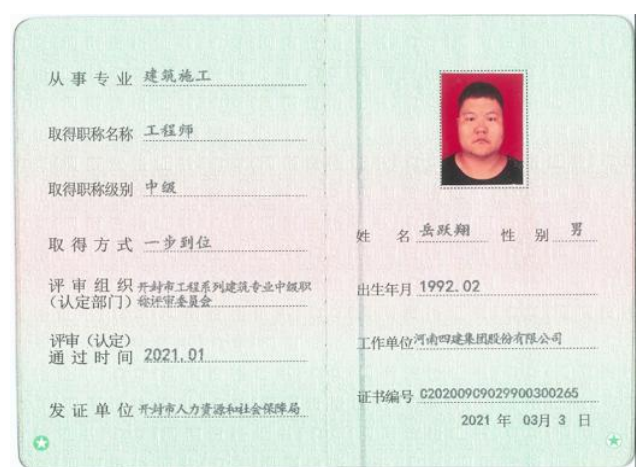 从事专业 建筑施工
取得职称名称 工程师
取得职称级别 中级
取得方式 一步到位
评审组织 开封市工程系列建筑专业中级职
(认定部门) 称评审委员会
评审(认定)
通过时间 2021.01
发证单位 开封市人力资源和社会保障局
姓名 岳跃翔 性别 男
出生年月 1992.02
工作单位 河南四建集团股份有限公司
证书编号 C20200909029900300265
2021 年 03月 3 日